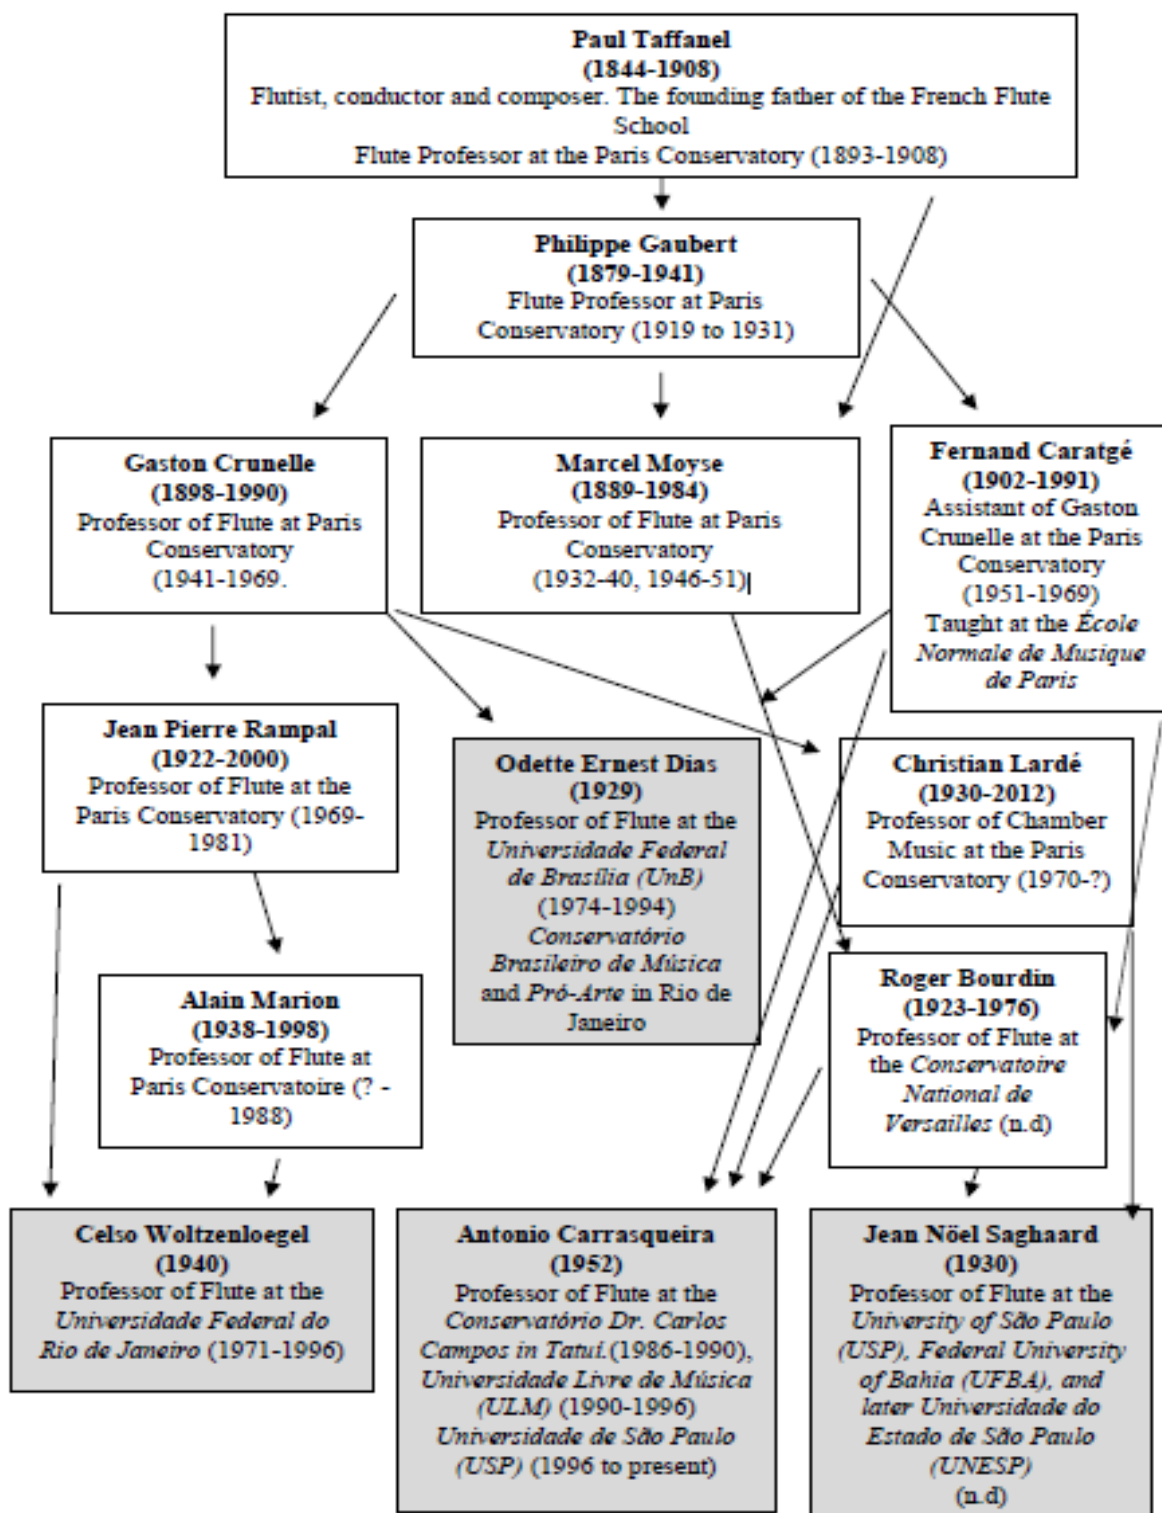 Paul Taffanel
(1844-1908)
Flutist, conductor and composer. The founding father of the French Flute
School
Flute Professor at the Paris Conservatory (1893-1908)
Philippe Gaubert
(1879-1941)
Flute Professor at Paris
Conservatory (1919 to 1931)
Gaston Crunelle
(1898-1990)
Professor of Flute at Paris
Conservatory
(1941-1969.
Marcel Moyse
(1889-1984)
Professor of Flute at Paris
Conservatory
(1932-40, 1946-51)
Fernand Caratgé
(1902-1991)
Assistant of Gaston
Crunelle at the Paris
Conservatory
(1951-1969)
Taught at the École
Normale de Musique
de Paris
Jean Pierre Rampal
(1922-2000)
Professor of Flute at the
Paris Conservatory (1969-
1981)
Odette Ernest Dias
(1929)
Professor of Flute at the
Universidade Federal
de Brasília (UnB)
(1974-1994)
Conservatório
Brasileiro de Música
and Pró-Arte in Rio de
Janeiro
Christian Lardé
(1930-2012)
Professor of Chamber
Music at the Paris
Conservatory (1970-?)
Alain Marion
(1938-1998)
Professor of Flute at
Paris Conservatoire (? -
1988)
Roger Bourdin
(1923-1976)
Professor of Flute at
the Conservatoire
National de
Versailles (n.d)
Celso Woltzenloegel
(1940)
Professor of Flute at the
Universidade Federal do
Rio de Janeiro (1971-1996)
Antonio Carrasqueira
(1952)
Professor of Flute at the
Conservatório Dr. Carlos
Campos in Tatuí.(1986-1990),
Universidade Livre de Música
(ULM) (1990-1996)
Universidade de São Paulo
(USP) (1996 to present)
Jean Nöel Saghaard
(1930)
Professor of Flute at the
University of São Paulo
(USP), Federal University
of Bahia (UFBA), and
later Universidade do
Estado de São Paulo
(UNESP)
(n.d)